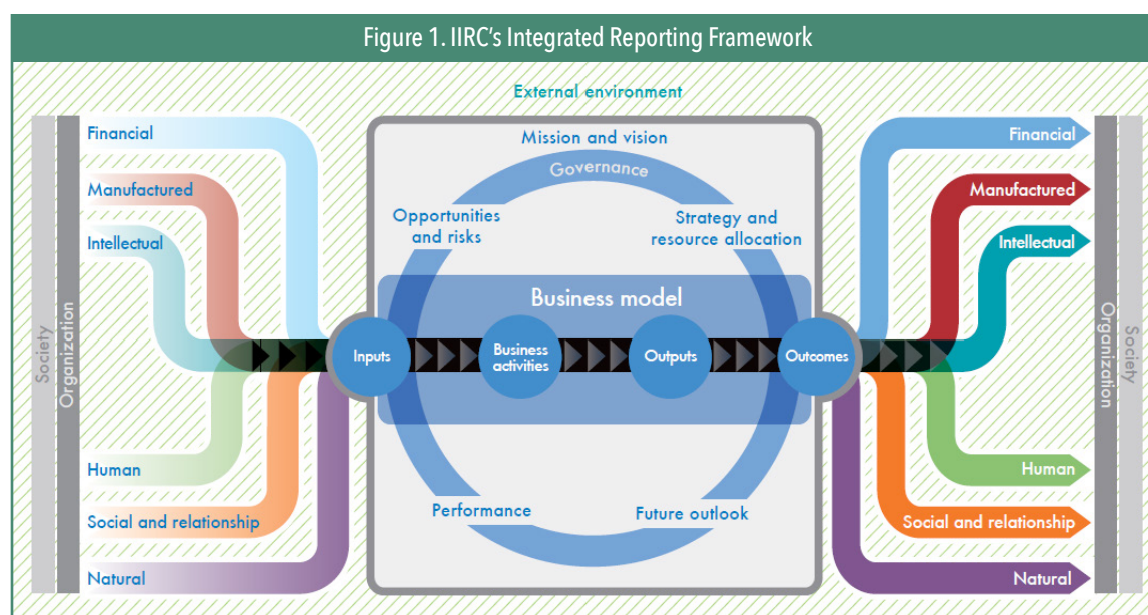 Figure 1. IIRC's Integrated Reporting Framework
External environment
Society
Organization
Financial
Manufactured
Intellectual
Human
Social and relationship
Natural
Mission and vision
Governance
Opportunities
and risks
Strategy and
resource allocation
Business model
Inputs
Business
activities
Outputs
Outcomes
Performance
Future outlook
Financial
Manufactured
Intellectual
Human
Social and relationship
Natural
Organization
Society